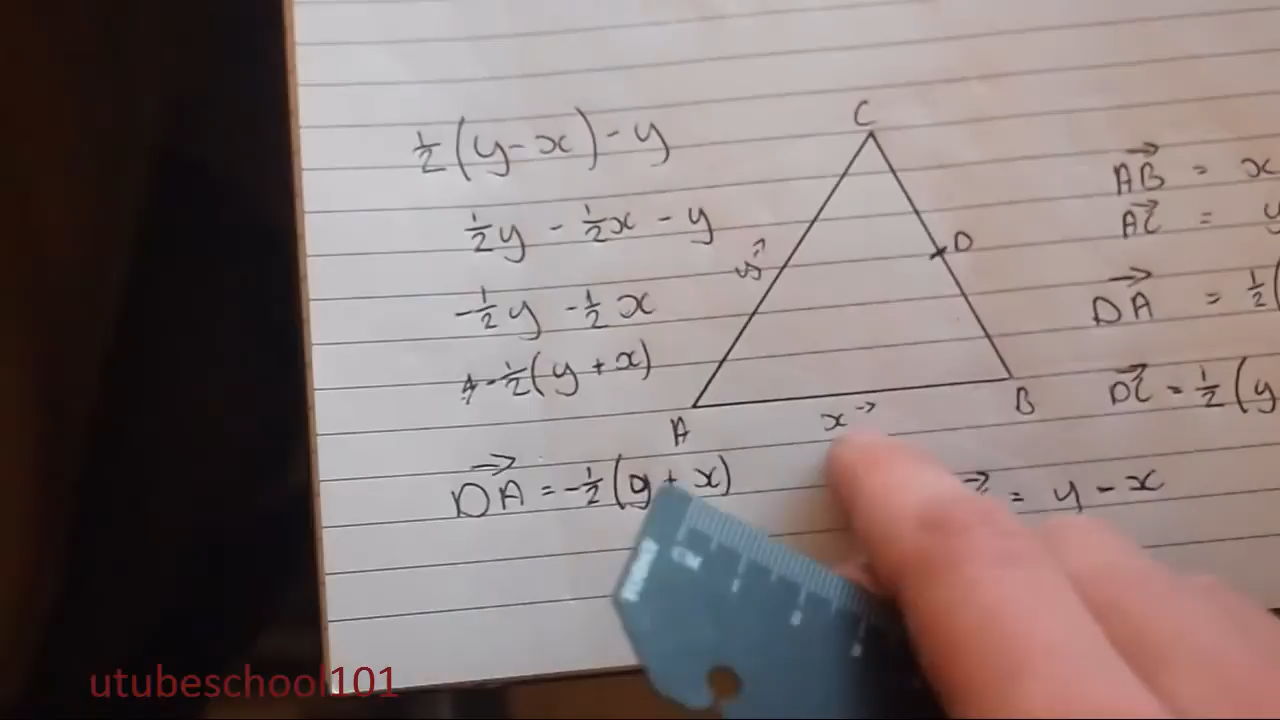 ½(y-x)-y
½y - ½x - y
-½y -½x
-½(y+x)
DA = -½(y+x)
C
D
y
A
x
B
AB = x
AC = y
DA = ½(
DC = ½(y
= y - x
utubeschool101